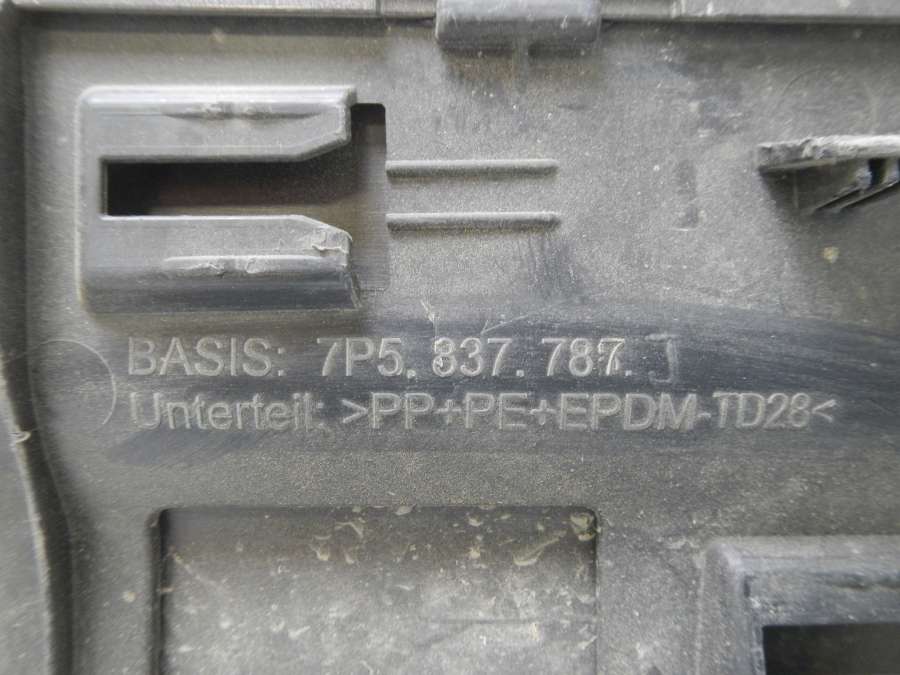 BASIS: 7P5. 837. 787. J
Unterteil: >PP+PE+EPDM-TD28<